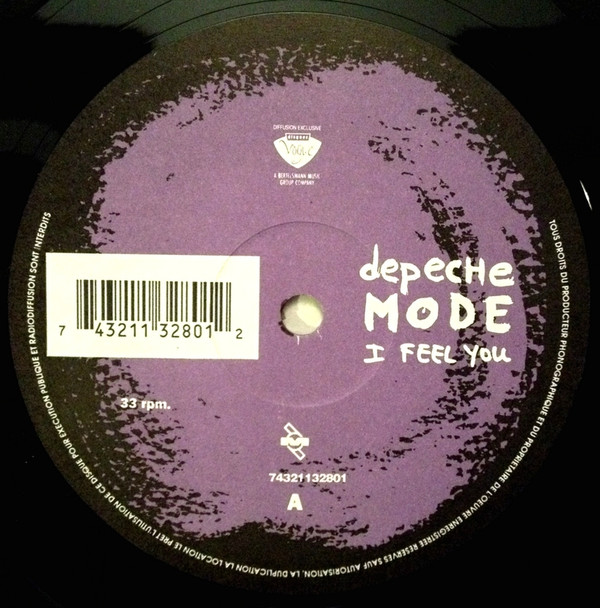 DIFFUSION EXCLUSIVE
disques
Vogue
A BERTELSMANN MUSIC
GROUP COMPANY
depeche
MODE
I FEEL YOU
7 43211 32801 2
33 rpm.
74321132801
A
TOUS DROITS DU PRODUCTEUR PHONOGRAPHIQUE ET DU PROPRIETAIRE DE L'OEUVRE ENREGISTREE RESERVES SAUF AUTORISATION, LA DUPLICATION LA LOCATION LE PRET L'UTILISATION DE CE DISQUE POUR EXECUTION PUBLIQUE ET RADIODIFFUSION SONT INTERDITS